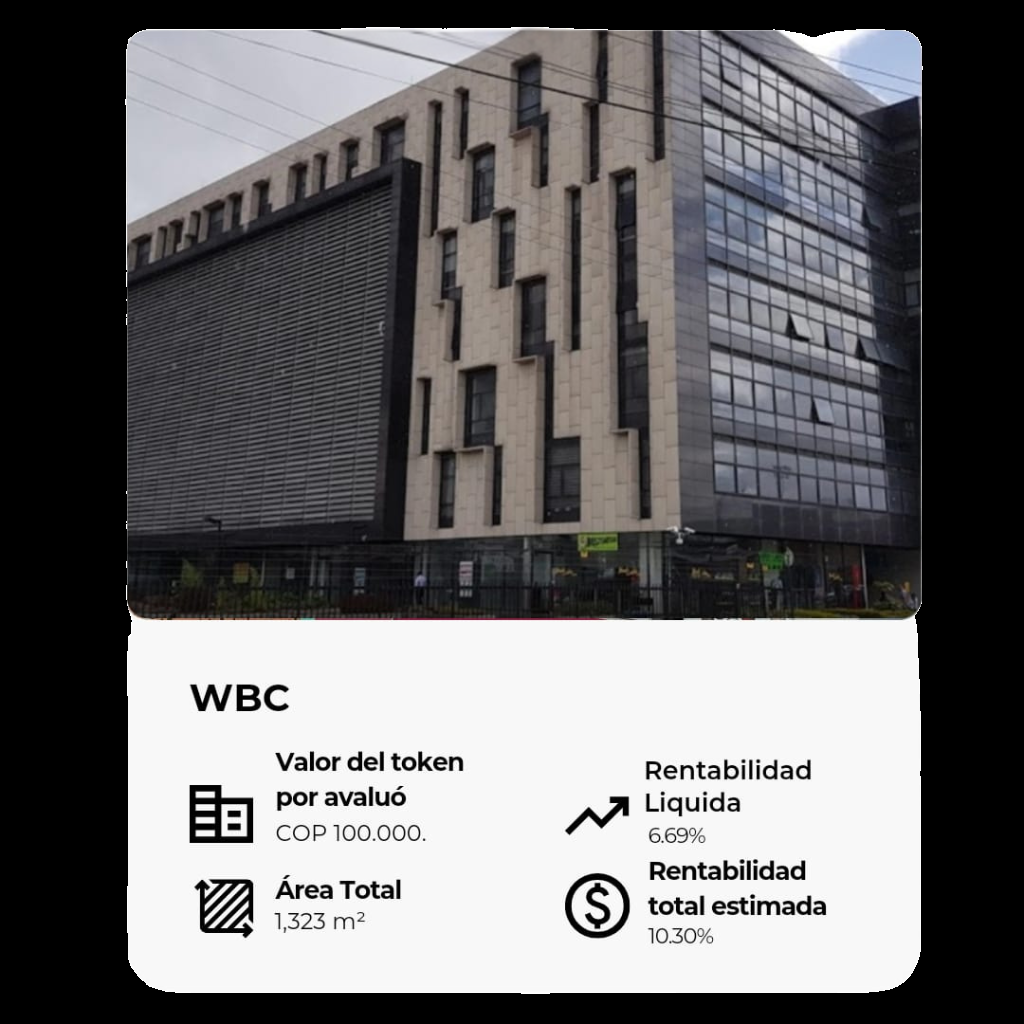 WBC
Valor del token
por avaluó
COP 100.000.
Área Total
1,323 m²
Rentabilidad
Liquida
6.69%
Rentabilidad
total estimada
10.30%